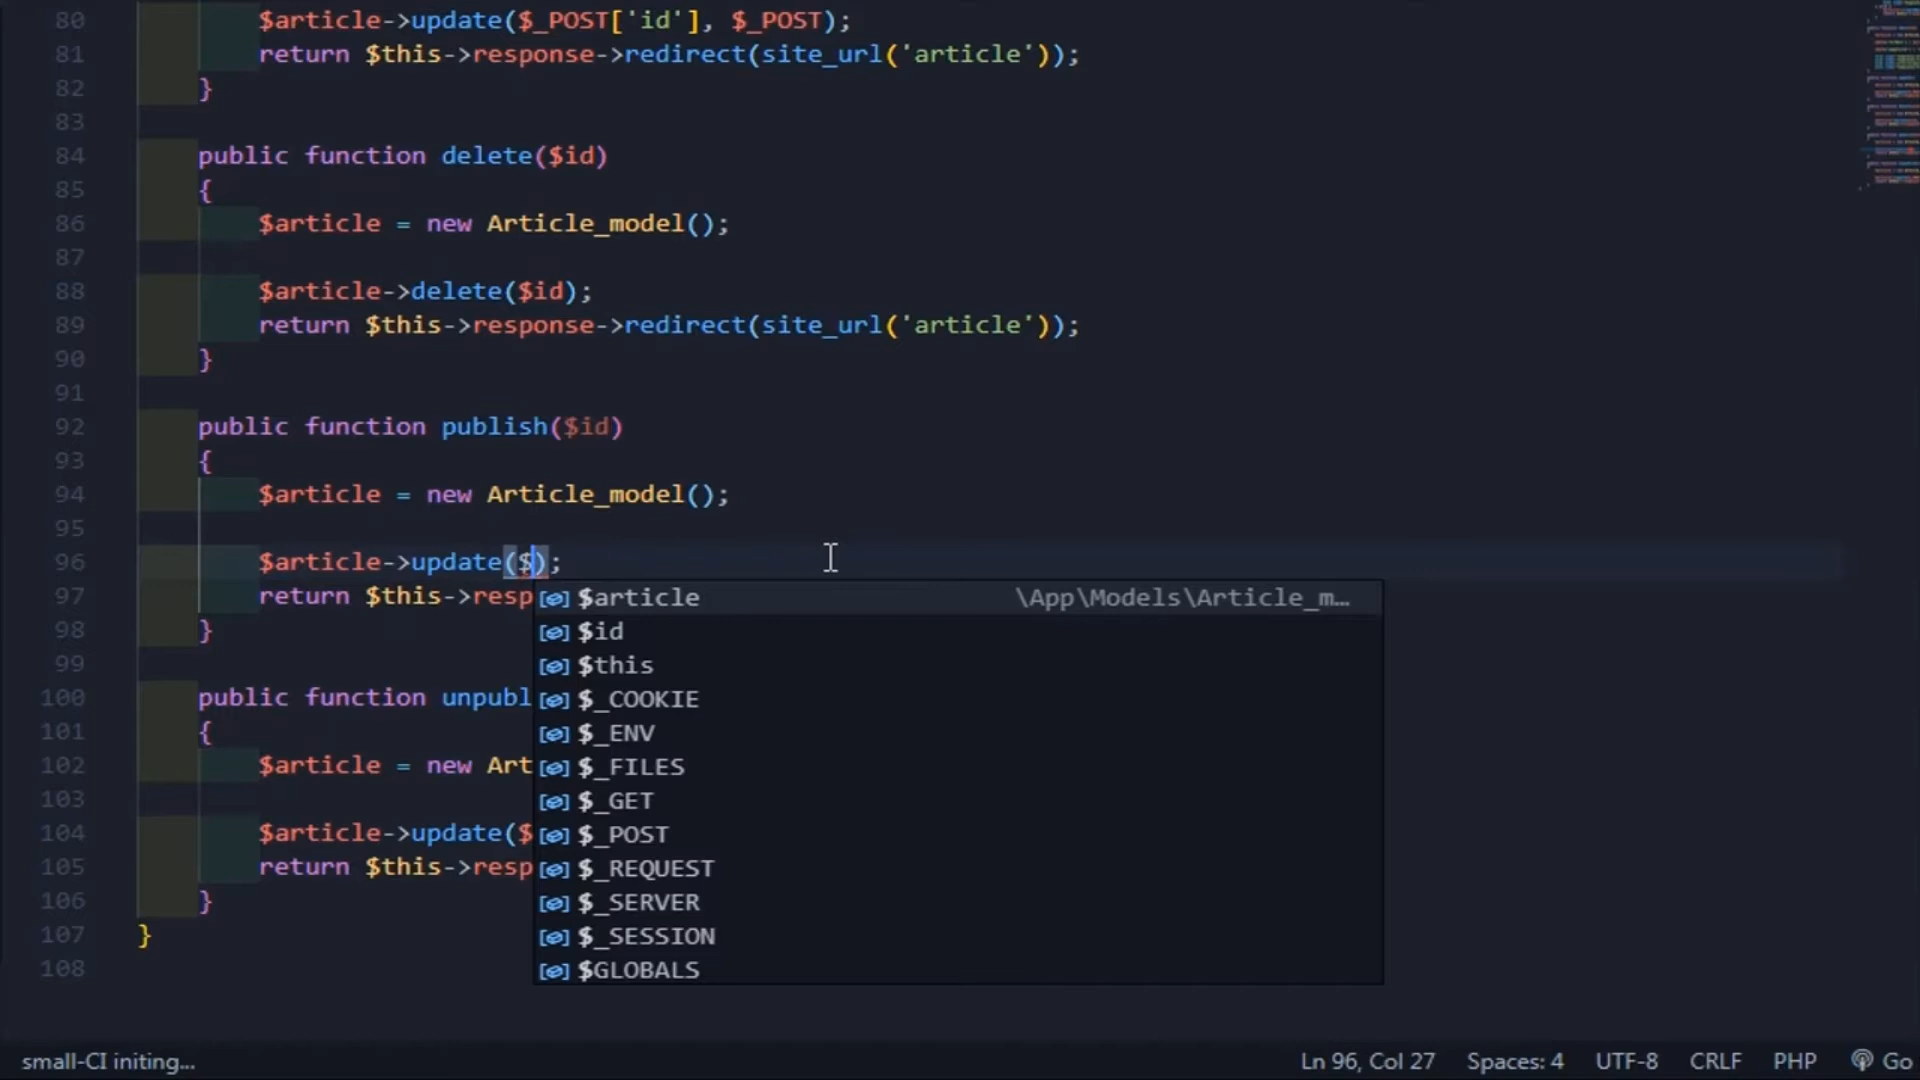 80 $article->update($_POST['id'], $_POST);
81 return $this->response->redirect(site_url('article'));
82 }
83
84 public function delete($id)
85 {
86 $article = new Article_model();
87
88 $article->delete($id);
89 return $this->response->redirect(site_url('article'));
90 }
91
92 public function publish($id)
93 {
94 $article = new Article_model();
95
96 $article->update($);
97 return $this->resp
$article \App\Models\Article_m…
98 }
$id
99
$this
100 public function unpubl
$_COOKIE
101 {
$_ENV
102 $article = new Art
$_FILES
103
$_GET
104 $article->update($
$_POST
105 return $this->resp
$_REQUEST
106 }
$_SERVER
107 }
$_SESSION
108
$GLOBALS
small-CI initing... Ln 96, Col 27 Spaces: 4 UTF-8 CRLF PHP Go